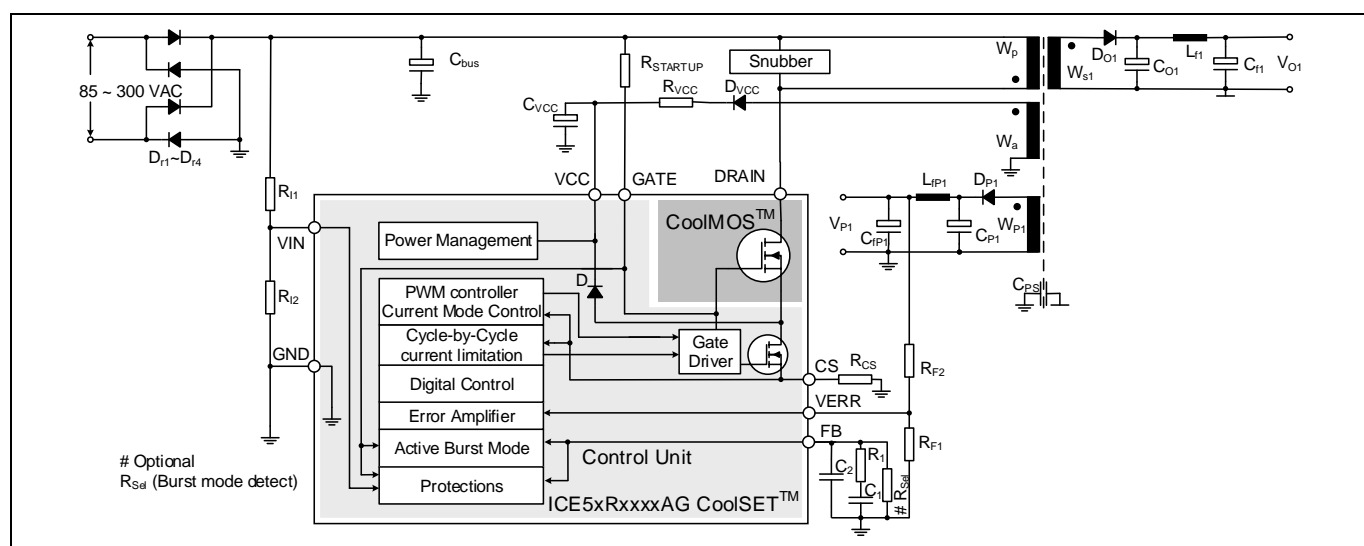 85 ~ 300 VAC
Dr1~Dr4
Cbus
RSTARTUP
Snubber
Wp
Ws1
DO1
CO1
Lf1
Cf1
VO1
CVCC
RVCC
DVCC
Wa
RI1
VIN
RI2
GND
VCC
GATE
DRAIN
CoolMOS™
Power Management
D
PWM controller
Current Mode Control
Cycle-by-Cycle
current limitation
Digital Control
Error Amplifier
Active Burst Mode
Protections
Gate
Driver
Control Unit
ICE5xRxxxxAG CoolSET™
CS
RCS
VERR
FB
VP1
CfP1
LfP1
CP1
DP1
WP1
CPS
RF2
RF1
C2
R1
C1
# RSel
# Optional
RSel (Burst mode detect)